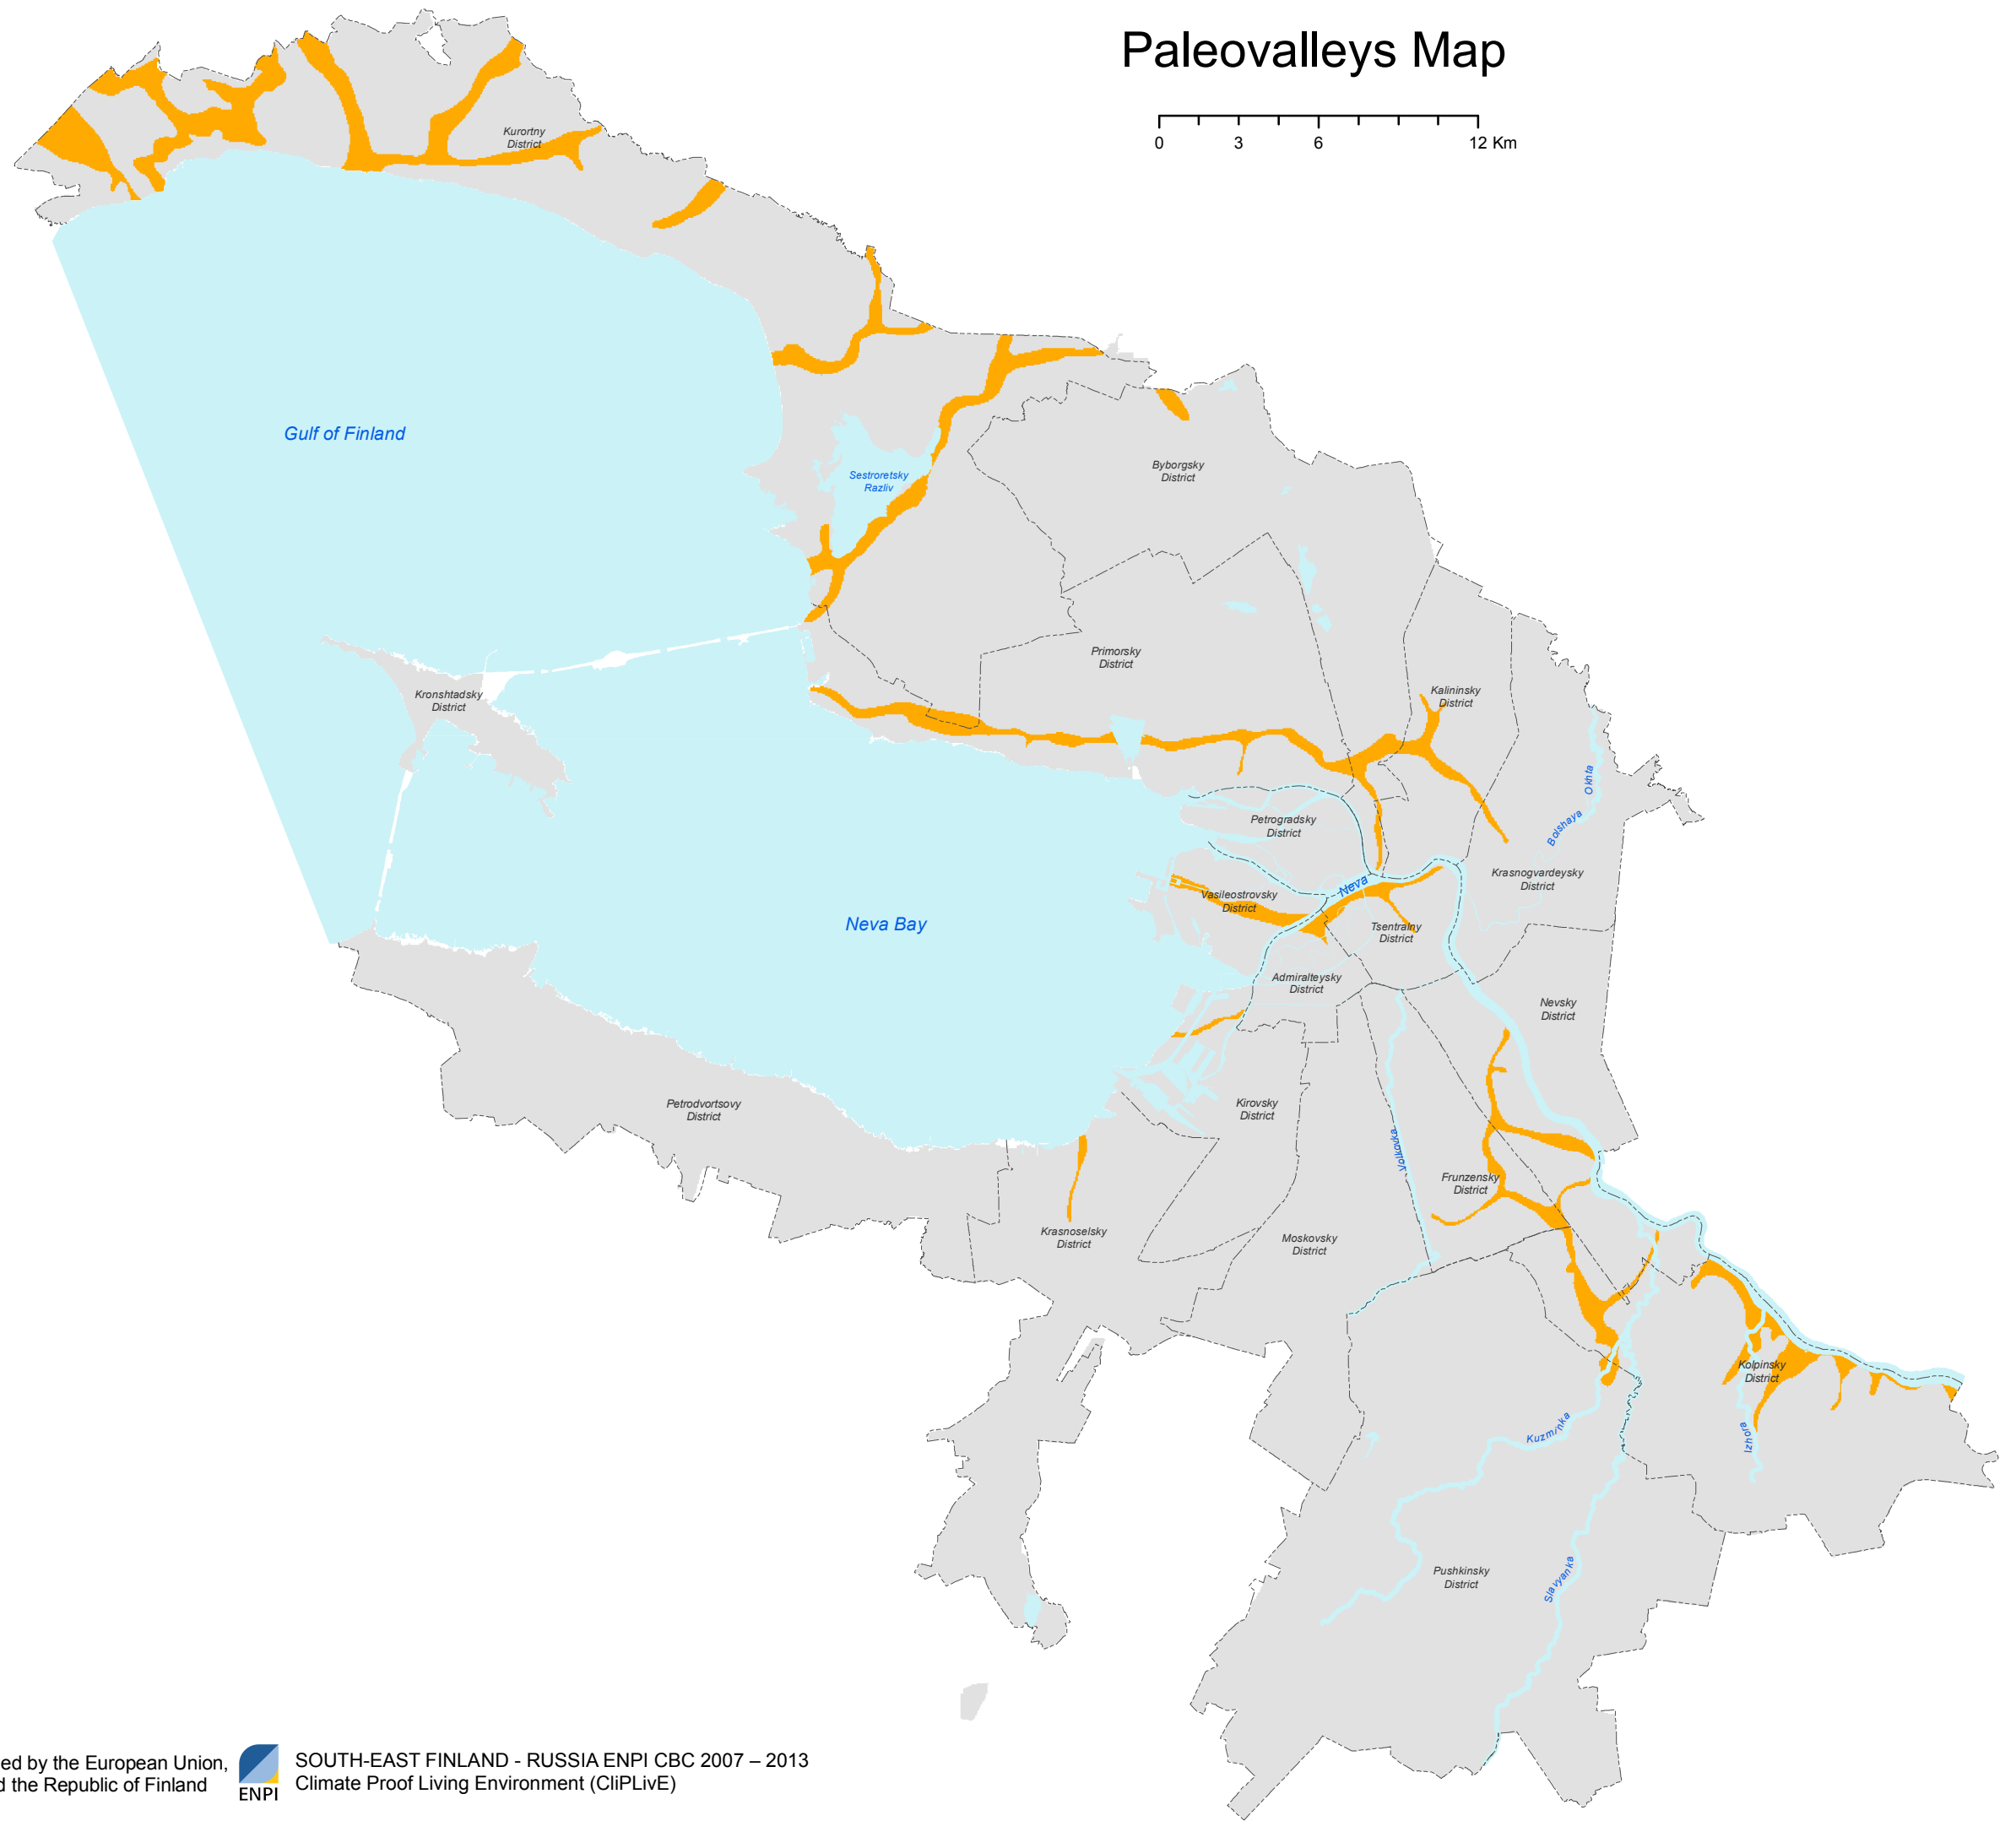 Paleovalleys Map
0 3 6 12 Km
Kurortny
District
Gulf of Finland
Sestroretsky
Razliv
Byborgsky
District
Primorsky
District
Kronshtadsky
District
Kalininsky
District
Okhta
Bolshaya
Petrogradsky
District
Krasnogvardeysky
District
Neva
Vasileostrovsky
District
Neva Bay
Tsentralny
District
Admiralteysky
District
Nevsky
District
Petrodvortsovy
District
Kirovsky
District
Volkovka
Frunzensky
District
Krasnoselsky
District
Moskovsky
District
Kolpinsky
District
Kuzminka
Izhora
Pushkinsky
District
Slavyanka
ed by the European Union,
d the Republic of Finland
ENPI
SOUTH-EAST FINLAND - RUSSIA ENPI CBC 2007 – 2013
Climate Proof Living Environment (CliPLivE)